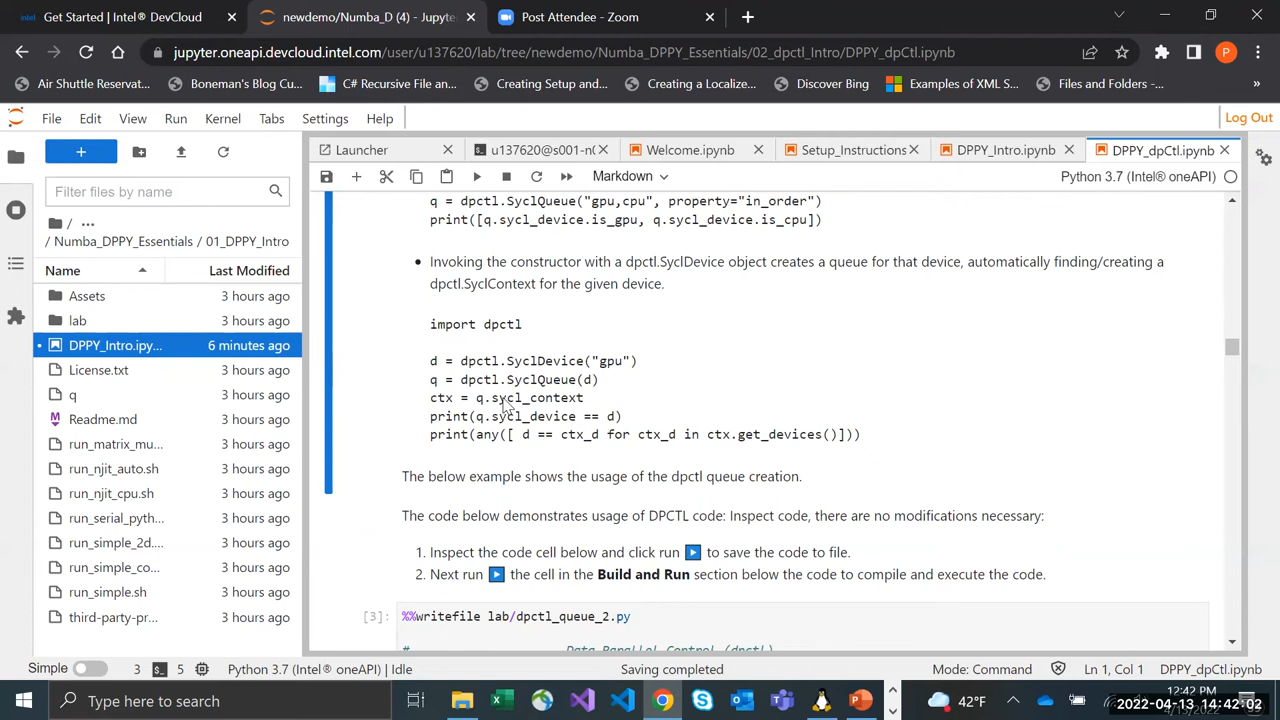 Get Started | Intel® DevCloud
newdemo/Numba_D (4) - Jupyte
Post Attendee - Zoom
jupyter.oneapi.devcloud.intel.com/user/u137620/lab/tree/newdemo/Numba_DPPY_Essentials/02_dpctl_Intro/DPPY_dpCtl.ipynb
P
Air Shuttle Reservat...
Boneman's Blog Cu...
C# Recursive File an...
Creating Setup and...
Creating a Localize...
Discover Bing
Examples of XML S...
Files and Folders -...
»
File Edit View Run Kernel Tabs Settings Help
Log Out
Launcher
u137620@s001-n0
Welcome.ipynb
Setup_Instructions
DPPY_Intro.ipynb
DPPY_dpCtl.ipynb
Markdown
Python 3.7 (Intel® oneAPI)
Filter files by name
/ ···
/ Numba_DPPY_Essentials / 01_DPPY_Intro
Name Last Modified
Assets 3 hours ago
lab 3 hours ago
DPPY_Intro.ipy... 6 minutes ago
License.txt 3 hours ago
q 3 hours ago
Readme.md 3 hours ago
run_matrix_mu... 3 hours ago
run_njit_auto.sh 3 hours ago
run_njit_cpu.sh 3 hours ago
run_serial_pyth... 3 hours ago
run_simple_2d.... 3 hours ago
run_simple_co... 3 hours ago
run_simple.sh 3 hours ago
third-party-pr... 3 hours ago
q = dpctl.SyclQueue("gpu,cpu", property="in_order")
print([q.sycl_device.is_gpu, q.sycl_device.is_cpu])
• Invoking the constructor with a dpctl.SyclDevice object creates a queue for that device, automatically finding/creating a
dpctl.SyclContext for the given device.
import dpctl
d = dpctl.SyclDevice("gpu")
q = dpctl.SyclQueue(d)
ctx = q.sycl_context
print(q.sycl_device == d)
print(any([ d == ctx_d for ctx_d in ctx.get_devices()]))
The below example shows the usage of the dpctl queue creation.
The code below demonstrates usage of DPCTL code: Inspect code, there are no modifications necessary:
1. Inspect the code cell below and click run to save the code to file.
2. Next run the cell in the Build and Run section below the code to compile and execute the code.
[3]: %%writefile lab/dpctl_queue_2.py
# Data Parallel Control (dpctl)
Simple 3 5 Python 3.7 (Intel® oneAPI) | Idle
Saving completed
Mode: Command
Ln 1, Col 1
DPPY_dpCtl.ipynb
Type here to search
42°F
12:42 PM
2022-04-13 14:42:02